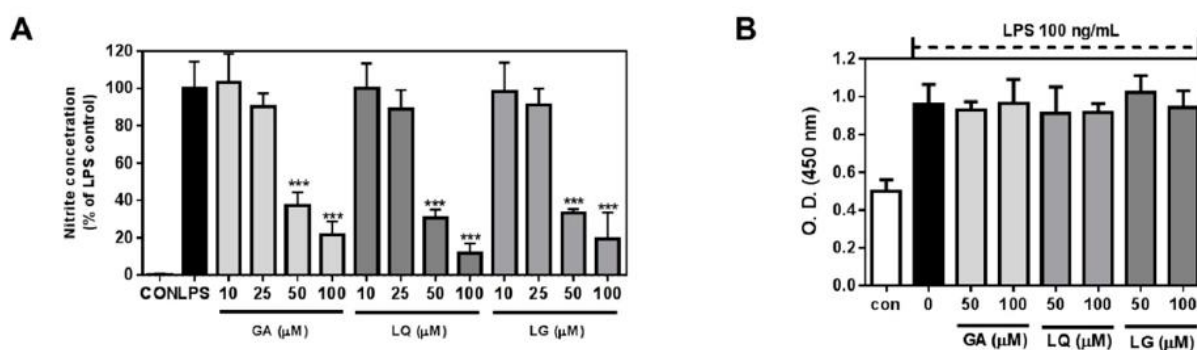 A
Nitrite concetration
(% of LPS control)
120
100
80
60
40
20
0
*** *** *** *** *** ***
CON LPS 10 25 50 100 10 25 50 100 10 25 50 100
GA (μM) LQ (μM) LG (μM)
B
LPS 100 ng/mL
O. D. (450 nm)
1.2
1.0
0.8
0.6
0.4
0.2
0.0
con 0 50 100 50 100 50 100
GA (μM) LQ (μM) LG (μM)